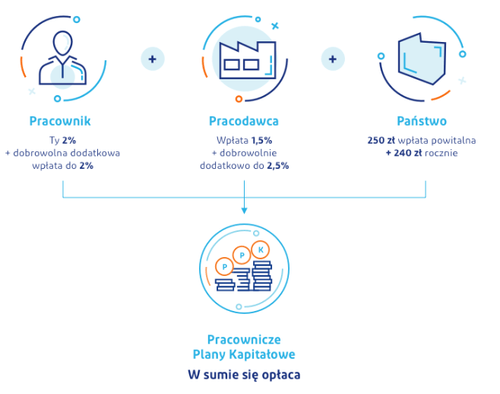 +
+
Pracownik
Ty 2%
+ dobrowolna dodatkowa
wpłata do 2%
Pracodawca
Wpłata 1,5%
+ dobrowolnie
dodatkowo do 2,5%
Państwo
250 zł wpłata powitalna
+ 240 zł rocznie
P P K
Pracownicze
Plany Kapitałowe
W sumie się opłaca